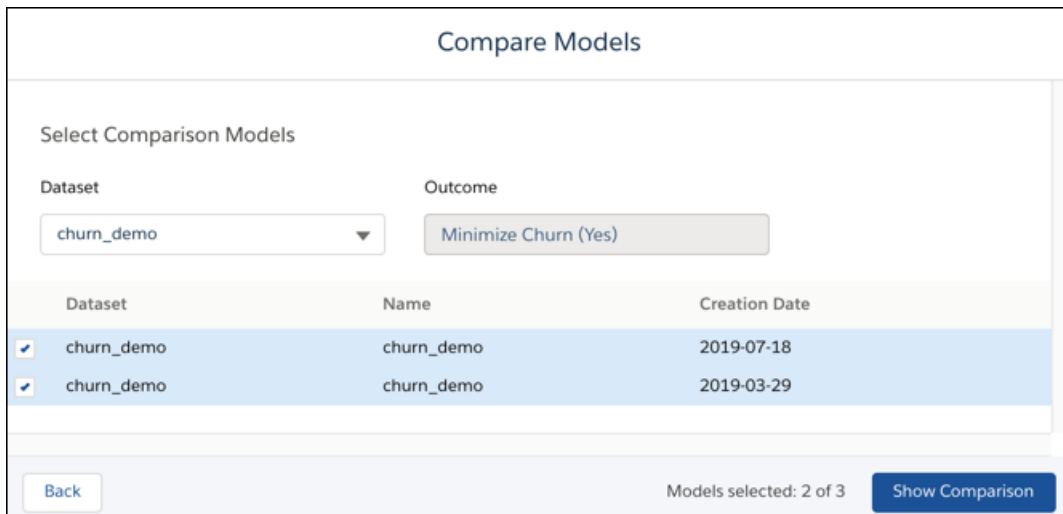 Compare Models
Select Comparison Models
Dataset Outcome
churn_demo Minimize Churn (Yes)
Dataset Name Creation Date
churn_demo churn_demo 2019-07-18
churn_demo churn_demo 2019-03-29
Back Models selected: 2 of 3 Show Comparison